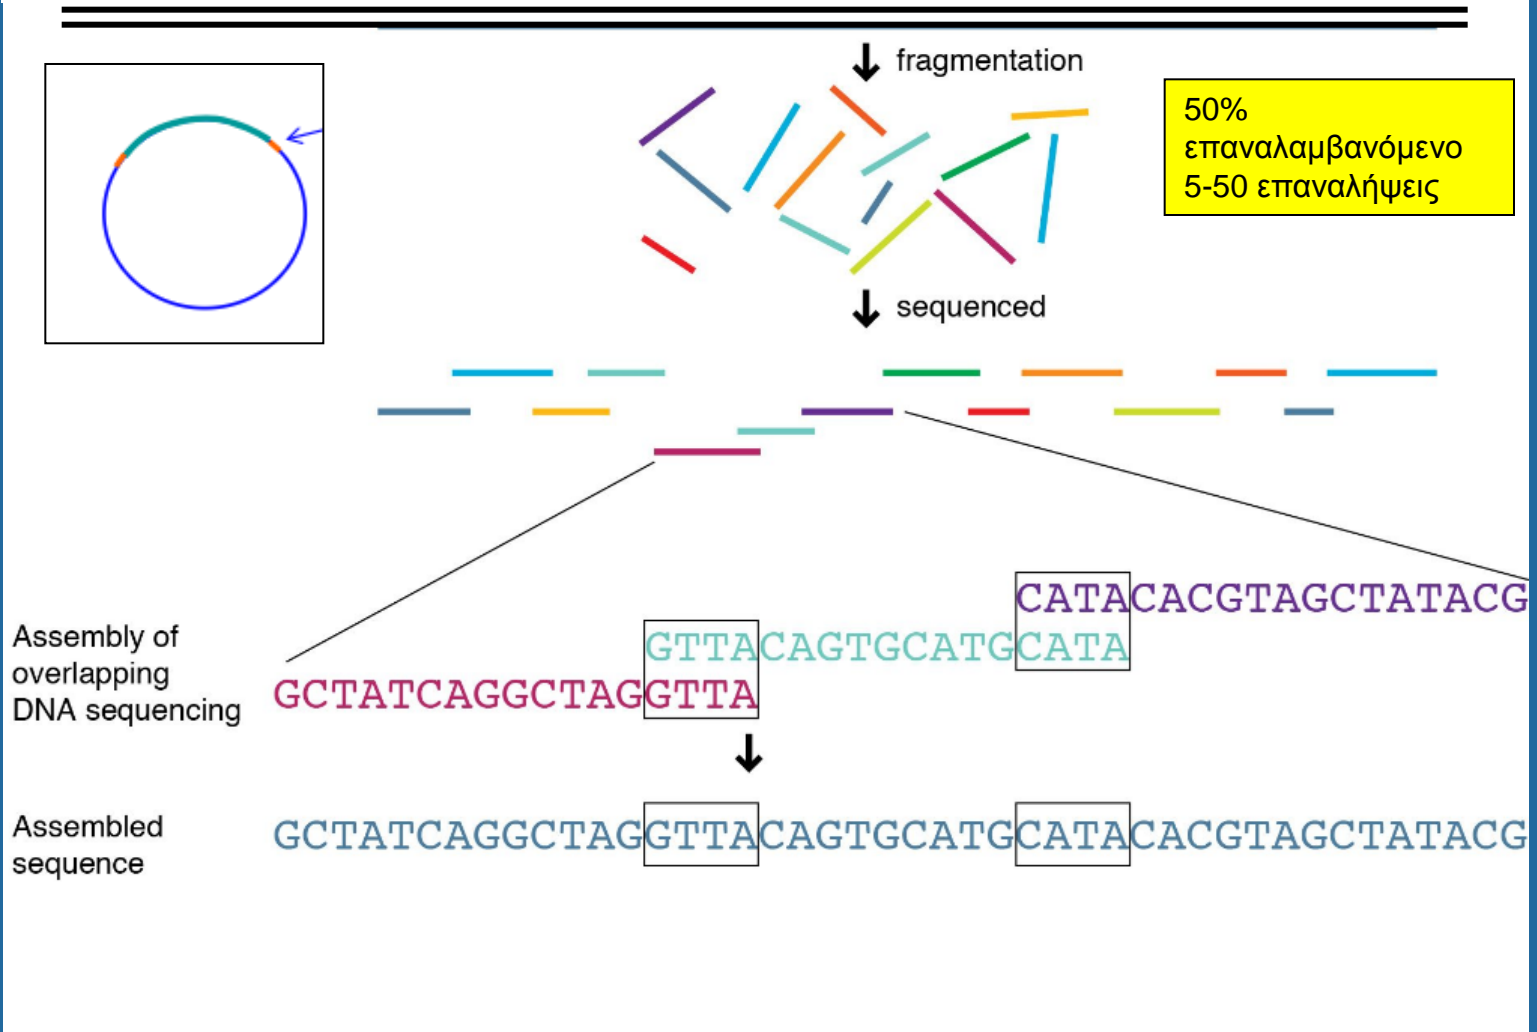 fragmentation
50%
επαναλαμβανόμενο
5-50 επαναλήψεις
sequenced
CATACACGTAGCTATACG
Assembly of
overlapping
DNA sequencing
GTTACAGTGCATGCATA
GCTATCAGGCTAGGTTA
Assembled
sequence
GCTATCAGGCTAGGTTACAGTGCATGCATACACGTAGCTATACG